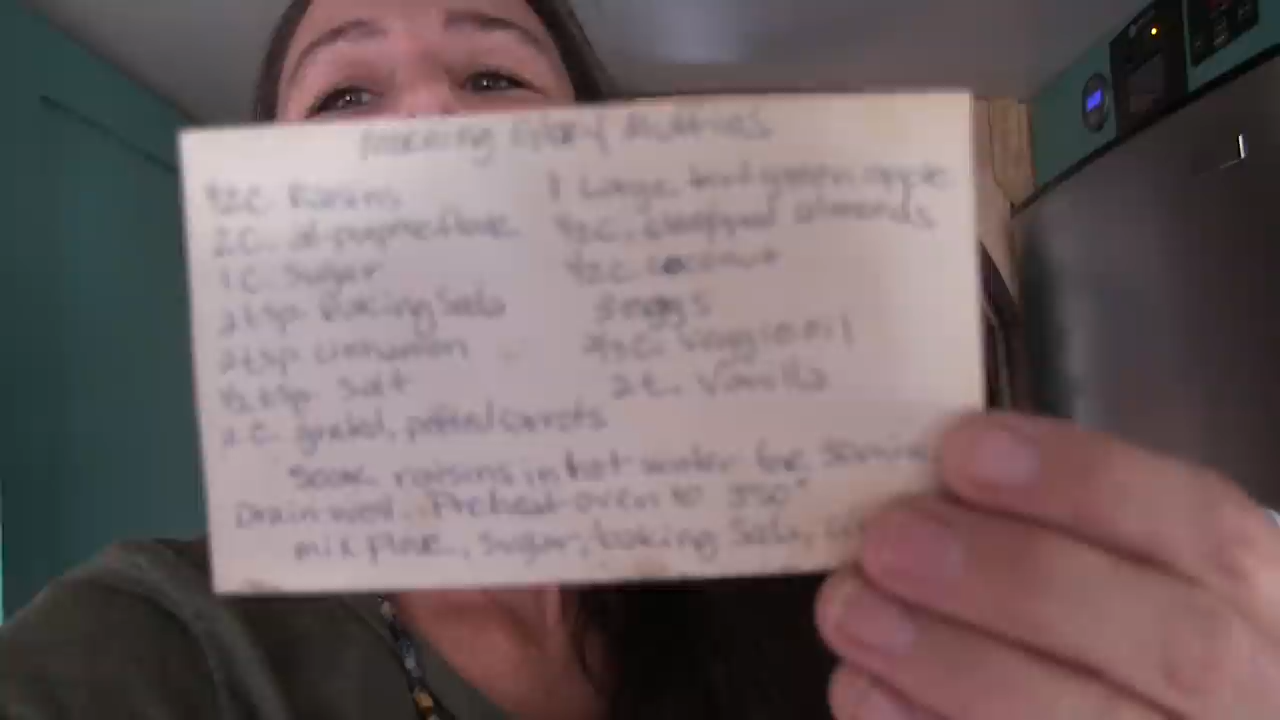 Morning Glory Muffins
1/2 C. Raisins
2 C. all-purpose flour
1 C. Sugar
2 tsp. Baking Soda
2 tsp. cinnamon
1/2 tsp. Salt
2 C. grated, peeled carrots
1 Large, tart green apple
1/2 C. chopped almonds
1/2 C. coconut
3 eggs
2/3 C. veggie oil
2 t. Vanilla
Soak raisins in hot water for 30 min
Drain well. Preheat oven to 350°
mix flour, sugar, baking Soda,